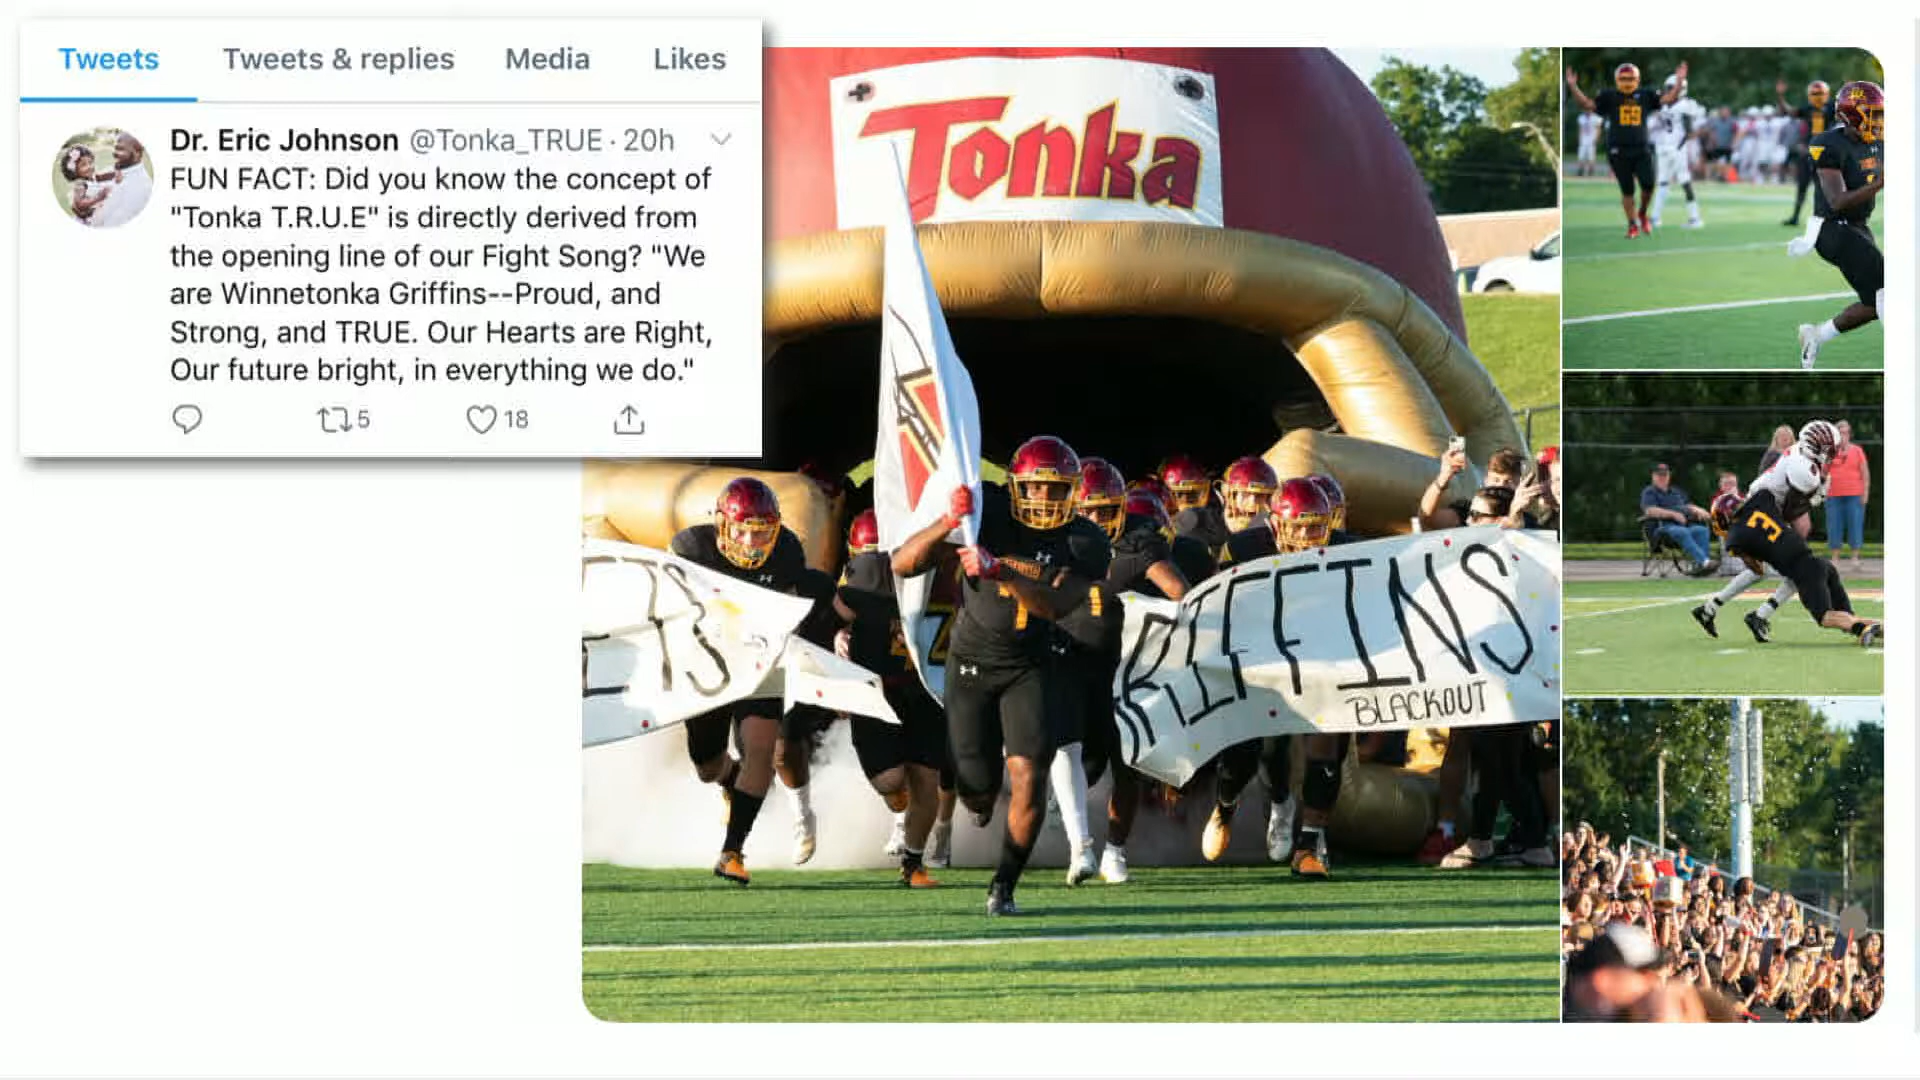 Tweets Tweets & replies Media Likes
Dr. Eric Johnson @Tonka_TRUE · 20h
FUN FACT: Did you know the concept of
"Tonka T.R.U.E" is directly derived from
the opening line of our Fight Song? "We
are Winnetonka Griffins--Proud, and
Strong, and TRUE. Our Hearts are Right,
Our future bright, in everything we do."
5 18
Tonka
RIFFINS
BLACKOUT
69
3